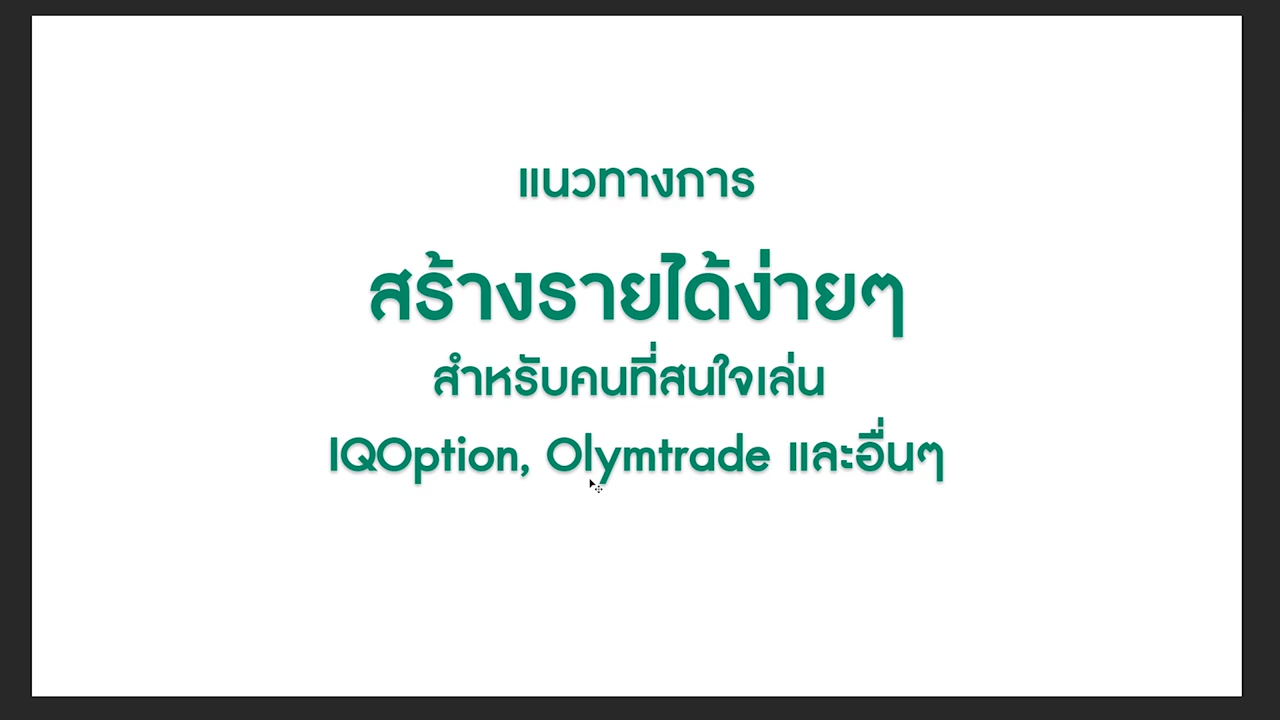 แนวทางการ
สร้างรายได้ง่ายๆ
สำหรับคนที่สนใจเล่น
IQOption, Olymtrade และอื่นๆ